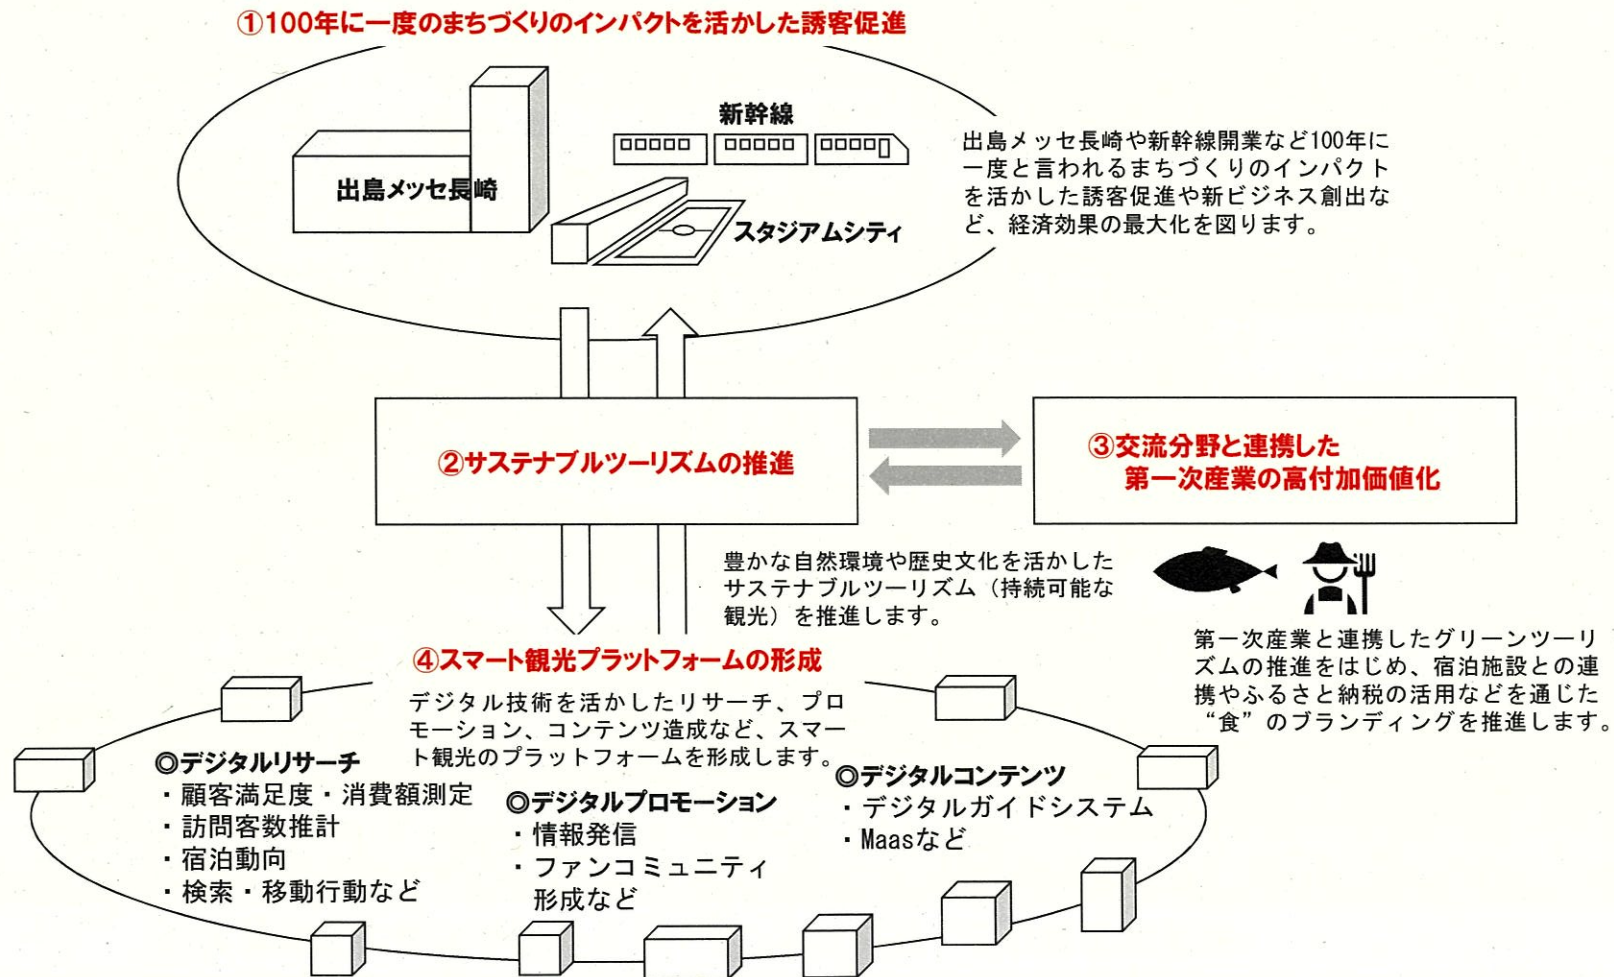 ①100年に一度のまちづくりのインパクトを活かした誘客促進
新幹線
出島メッセ長崎
スタジアムシティ
出島メッセ長崎や新幹線開業など100年に
一度と言われるまちづくりのインパクト
を活かした誘客促進や新ビジネス創出な
ど、経済効果の最大化を図ります。
②サステナブルツーリズムの推進
③交流分野と連携した
第一次産業の高付加価値化
豊かな自然環境や歴史文化を活かした
サステナブルツーリズム（持続可能な
観光）を推進します。
第一次産業と連携したグリーンツーリ
ズムの推進をはじめ、宿泊施設との連
携やふるさと納税の活用などを通じた
“食”のブランディングを推進します。
④スマート観光プラットフォームの形成
デジタル技術を活かしたリサーチ、プロ
モーション、コンテンツ造成など、スマー
ト観光のプラットフォームを形成します。
◎デジタルリサーチ
・顧客満足度・消費額測定
・訪問客数推計
・宿泊動向
・検索・移動行動など
◎デジタルプロモーション
・情報発信
・ファンコミュニティ
形成など
◎デジタルコンテンツ
・デジタルガイドシステム
・Maasなど